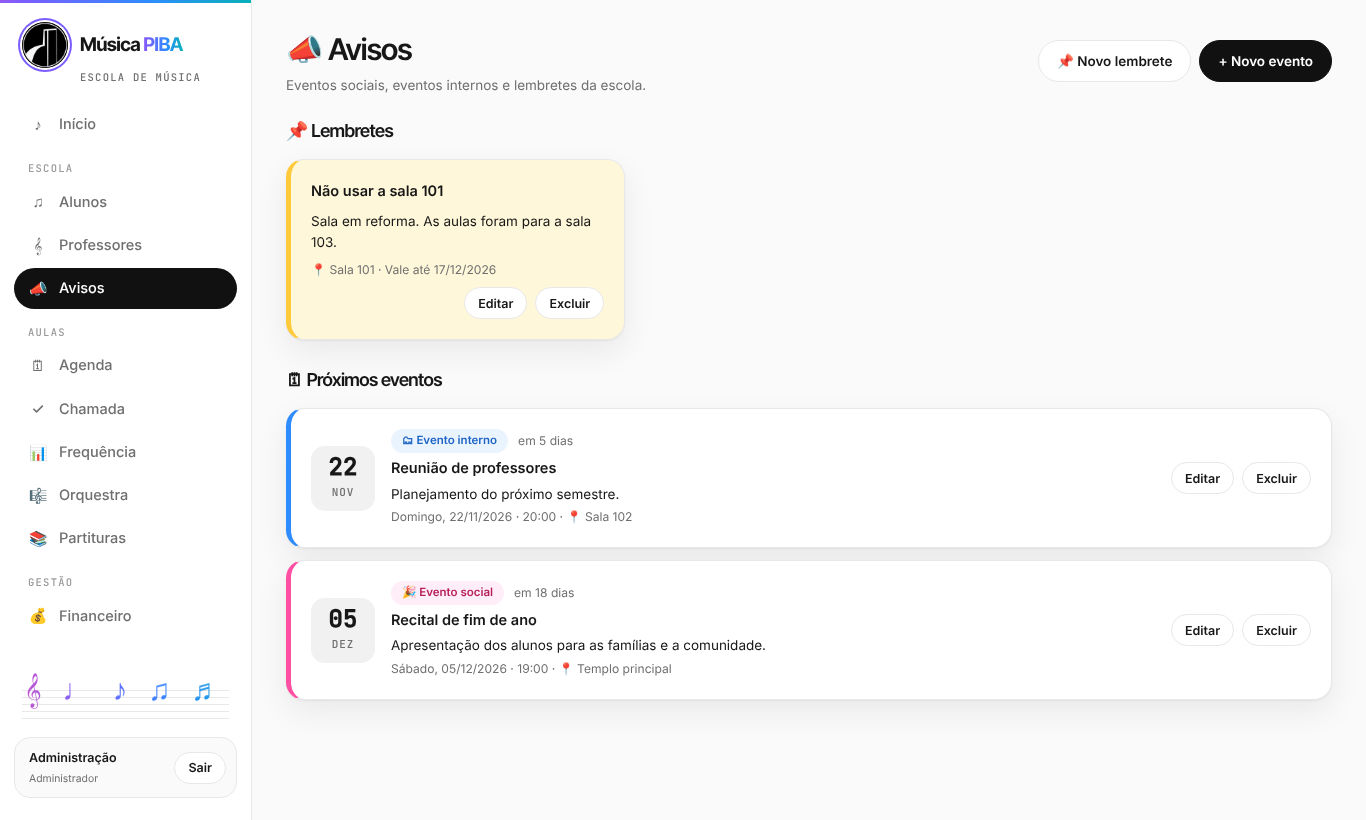 Música PIBA
ESCOLA DE MÚSICA
Início
ESCOLA
Alunos
Professores
Avisos
AULAS
Agenda
Chamada
Frequência
Orquestra
Partituras
GESTÃO
Financeiro
Administração
Administrador
Sair
Avisos
Eventos sociais, eventos internos e lembretes da escola.
Novo lembrete
+ Novo evento
Lembretes
Não usar a sala 101
Sala em reforma. As aulas foram para a sala
103.
Sala 101 · Vale até 17/12/2026
Editar
Excluir
Próximos eventos
22
NOV
Evento interno
em 5 dias
Reunião de professores
Planejamento do próximo semestre.
Domingo, 22/11/2026 · 20:00 · Sala 102
Editar
Excluir
05
DEZ
Evento social
em 18 dias
Recital de fim de ano
Apresentação dos alunos para as famílias e a comunidade.
Sábado, 05/12/2026 · 19:00 · Templo principal
Editar
Excluir